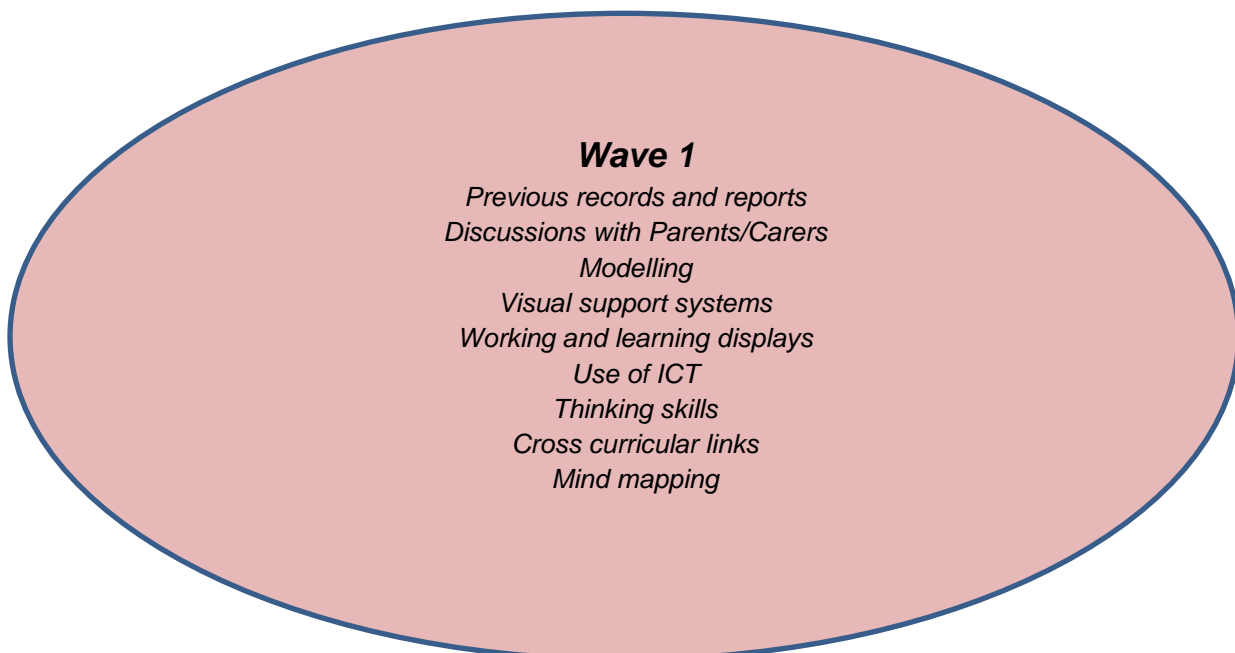 Wave 1
Previous records and reports
Discussions with Parents/Carers
Modelling
Visual support systems
Working and learning displays
Use of ICT
Thinking skills
Cross curricular links
Mind mapping